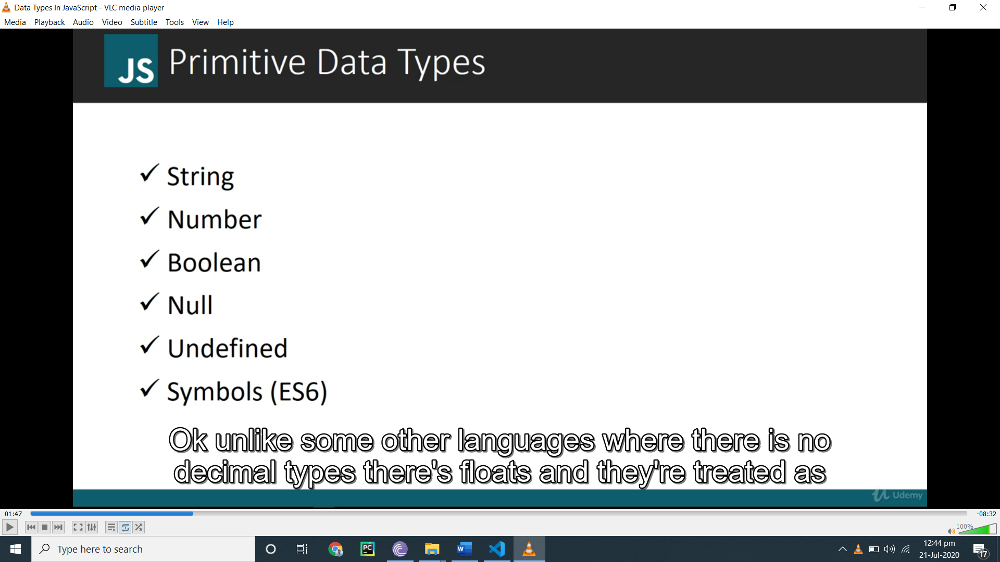 Data Types In JavaScript - VLC media player
Media Playback Audio Video Subtitle Tools View Help
JS Primitive Data Types
✓ String
✓ Number
✓ Boolean
✓ Null
✓ Undefined
✓ Symbols (ES6)
Ok unlike some other languages where there is no
decimal types there's floats and they're treated as
Udemy
01:47 -08:32
100%
Type here to search
PC
W
12:44 pm
21-Jul-2020
17